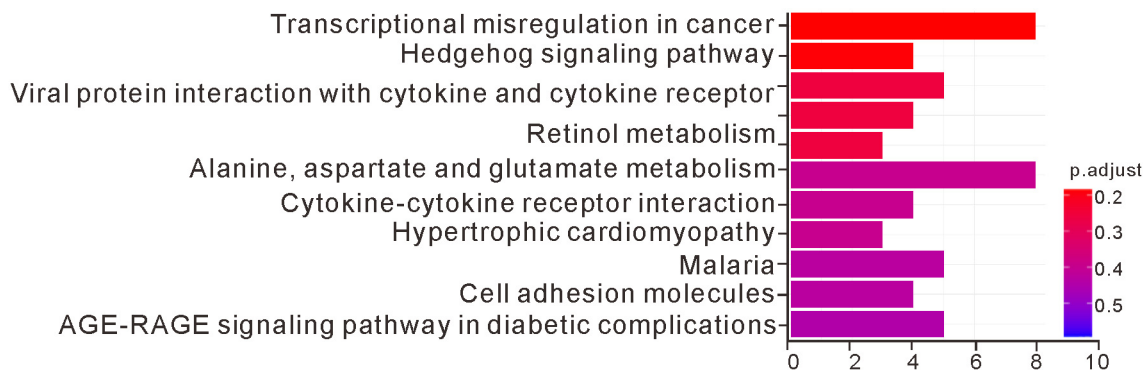 Transcriptional misregulation in cancer
Hedgehog signaling pathway
Viral protein interaction with cytokine and cytokine receptor
Retinol metabolism
Alanine, aspartate and glutamate metabolism
Cytokine-cytokine receptor interaction
Hypertrophic cardiomyopathy
Malaria
Cell adhesion molecules
AGE-RAGE signaling pathway in diabetic complications
0 2 4 6 8 10
p.adjust
0.2
0.3
0.4
0.5